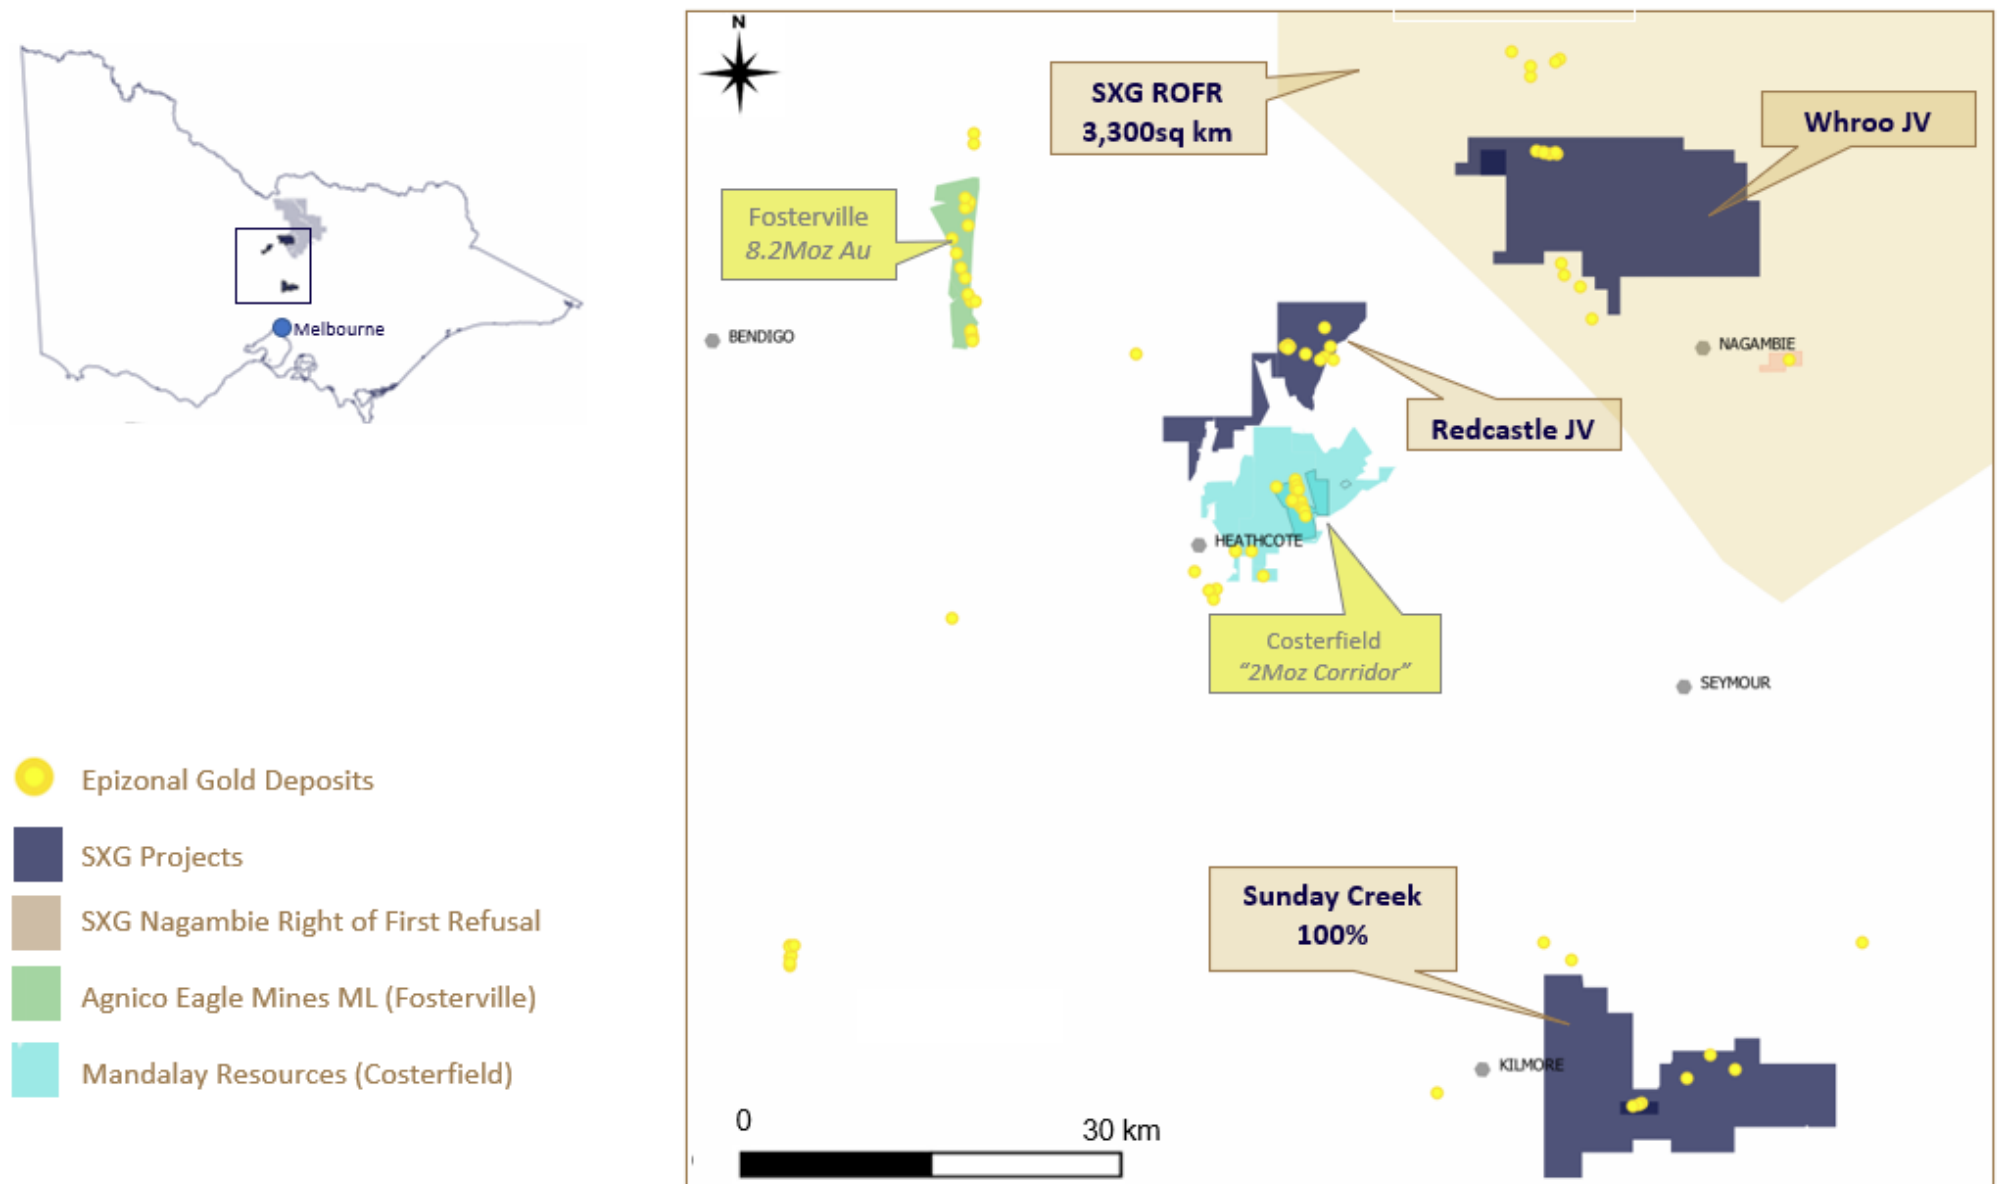 Melbourne
Epizonal Gold Deposits
SXG Projects
SXG Nagambie Right of First Refusal
Agnico Eagle Mines ML (Fosterville)
Mandalay Resources (Costerfield)
N
SXG ROFR
3,300sq km
Whroo JV
Fosterville
8.2Moz Au
BENDIGO
NAGAMBIE
Redcastle JV
HEATHCOTE
Costerfield
“2Moz Corridor”
SEYMOUR
Sunday Creek
100%
KILMORE
0
30 km